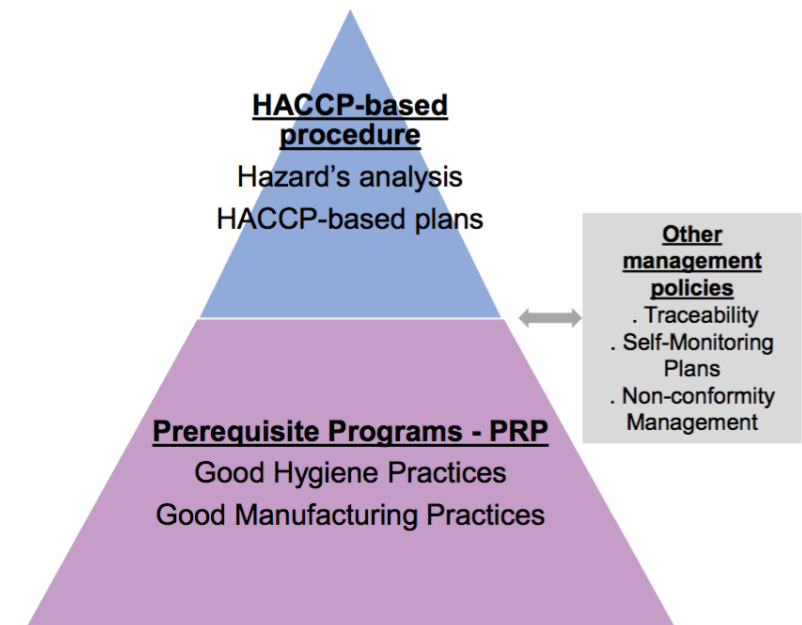 HACCP-based
procedure
Hazard's analysis
HACCP-based plans
Other
management
policies
. Traceability
. Self-Monitoring
Plans
. Non-conformity
Management
Prerequisite Programs - PRP
Good Hygiene Practices
Good Manufacturing Practices